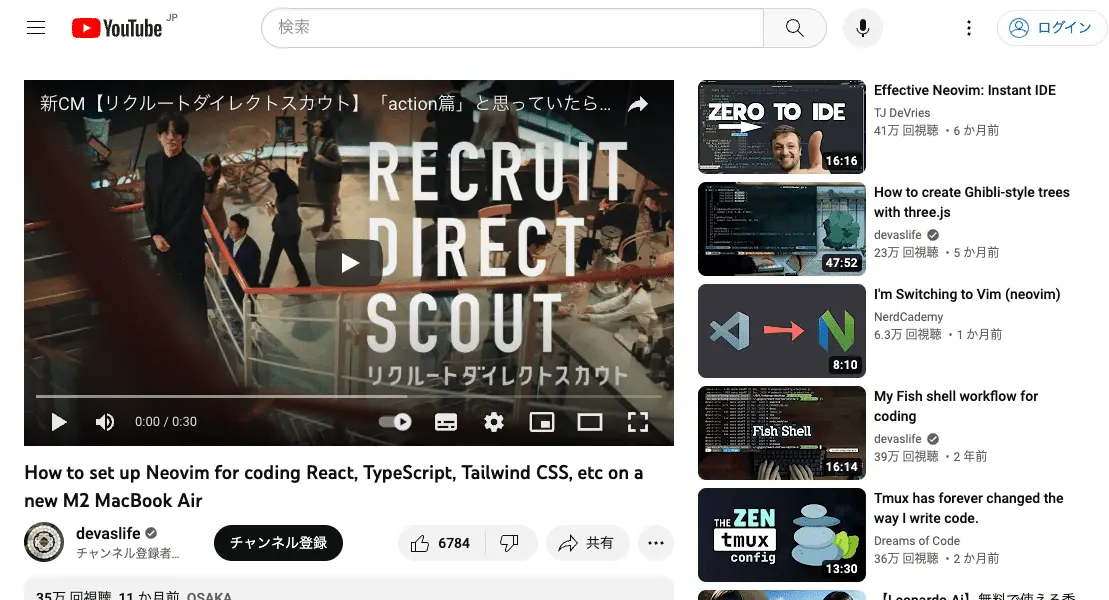 YouTube JP
検索
ログイン
新CM【リクルートダイレクトスカウト】「action篇」と思っていたら...
RECRUIT
DIRECT
SCOUT
リクルートダイレクトスカウト
0:00 / 0:30
How to set up Neovim for coding React, TypeScript, Tailwind CSS, etc on a
new M2 MacBook Air
devaslife
チャンネル登録者...
チャンネル登録
6784
共有
35万 回視聴 11 か月前 OSAKA
ZERO TO IDE
16:16
Effective Neovim: Instant IDE
TJ DeVries
41万 回視聴 ・6 か月前
47:52
How to create Ghibli-style trees
with three.js
devaslife
23万 回視聴 ・5 か月前
8:10
I'm Switching to Vim (neovim)
NerdCademy
6.3万 回視聴 ・1 か月前
Fish Shell
16:14
My Fish shell workflow for
coding
devaslife
39万 回視聴 ・2 年前
THE ZEN
tmux
config
13:30
Tmux has forever changed the
way I write code.
Dreams of Code
36万 回視聴 ・2 か月前
【Leonardo.Ai】無料で使える秀